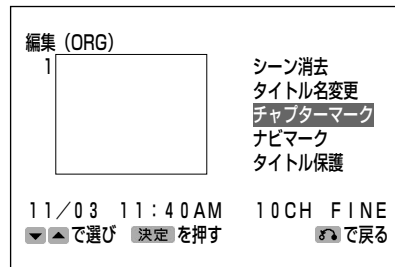 編集（ORG）
1
シーン消去
タイトル名変更
チャプターマーク
ナビマーク
タイトル保護
11/03 11:40AM 10CH FINE
▼▲で選び 決定を押す で戻る